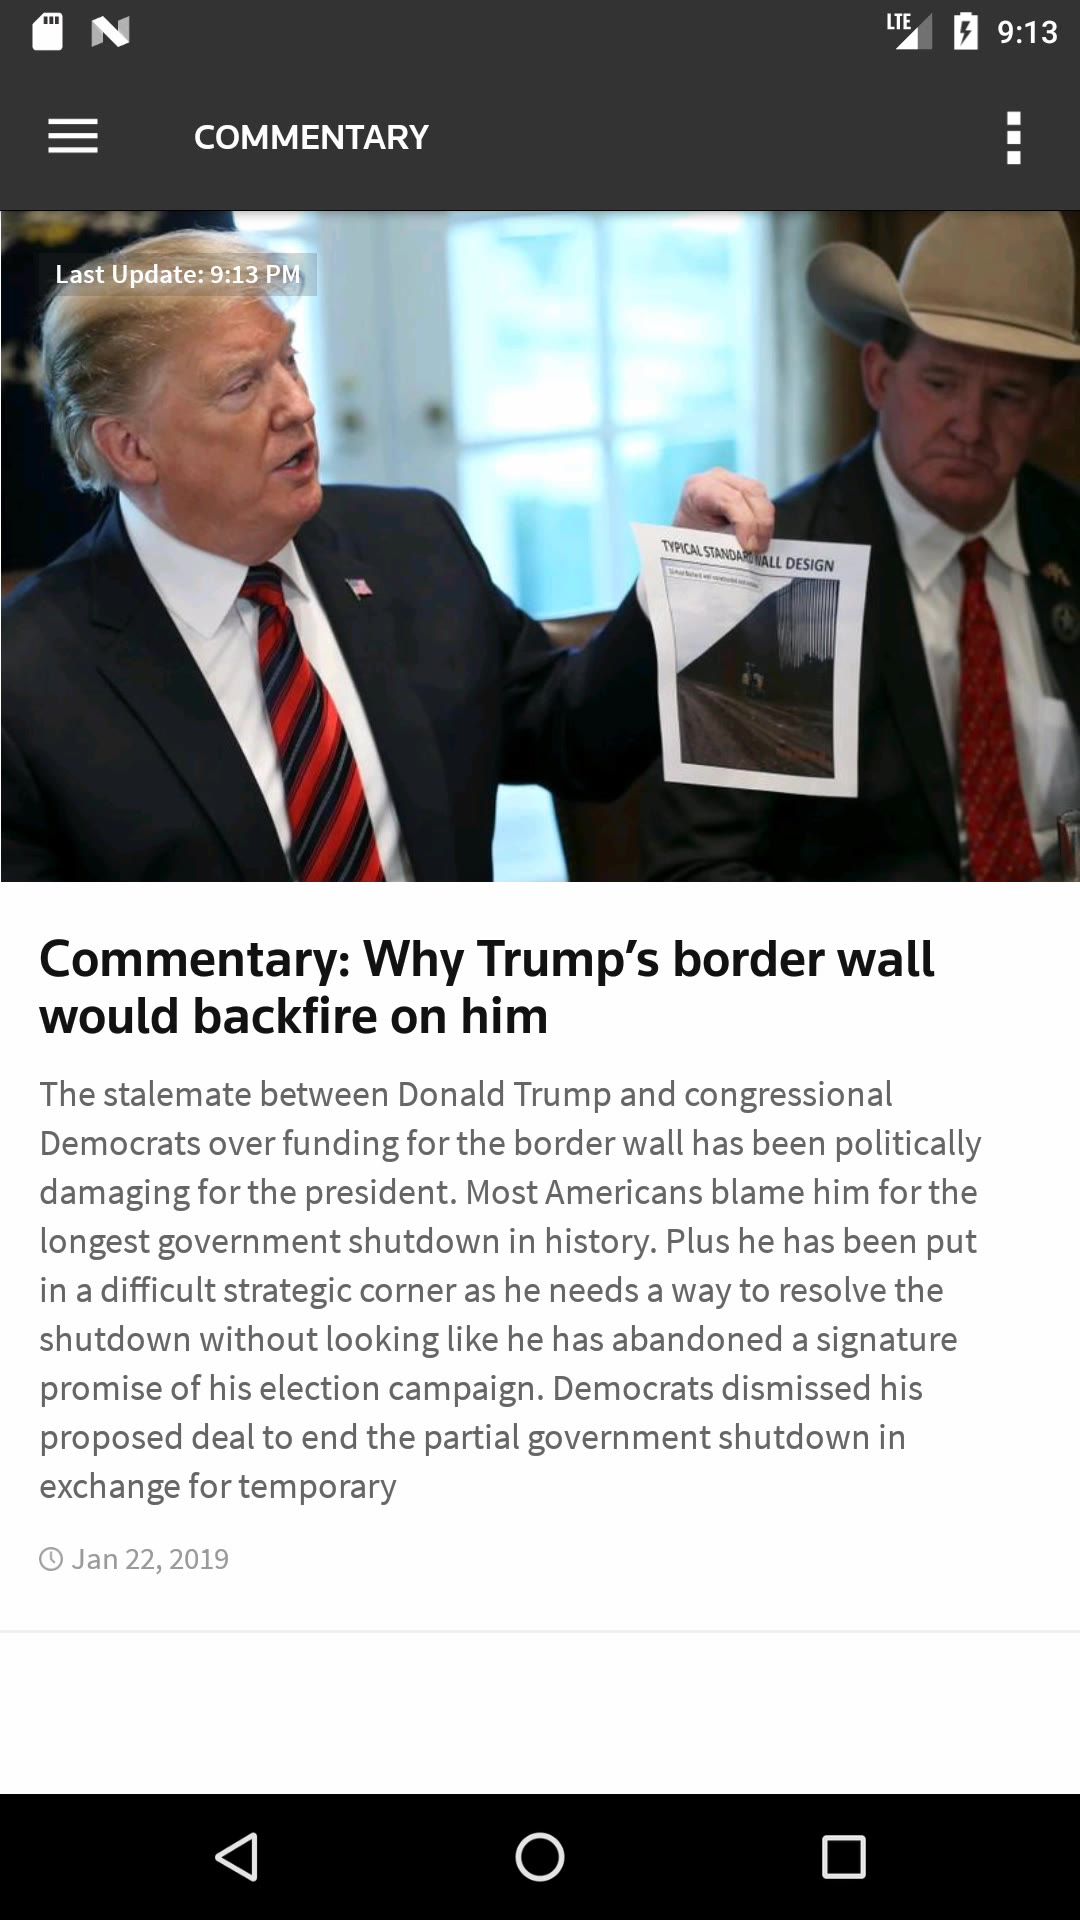 LTE 9:13
COMMENTARY
Last Update: 9:13 PM
TYPICAL STANDARD WALL DESIGN
Commentary: Why Trump’s border wall
would backfire on him
The stalemate between Donald Trump and congressional
Democrats over funding for the border wall has been politically
damaging for the president. Most Americans blame him for the
longest government shutdown in history. Plus he has been put
in a difficult strategic corner as he needs a way to resolve the
shutdown without looking like he has abandoned a signature
promise of his election campaign. Democrats dismissed his
proposed deal to end the partial government shutdown in
exchange for temporary
Jan 22, 2019